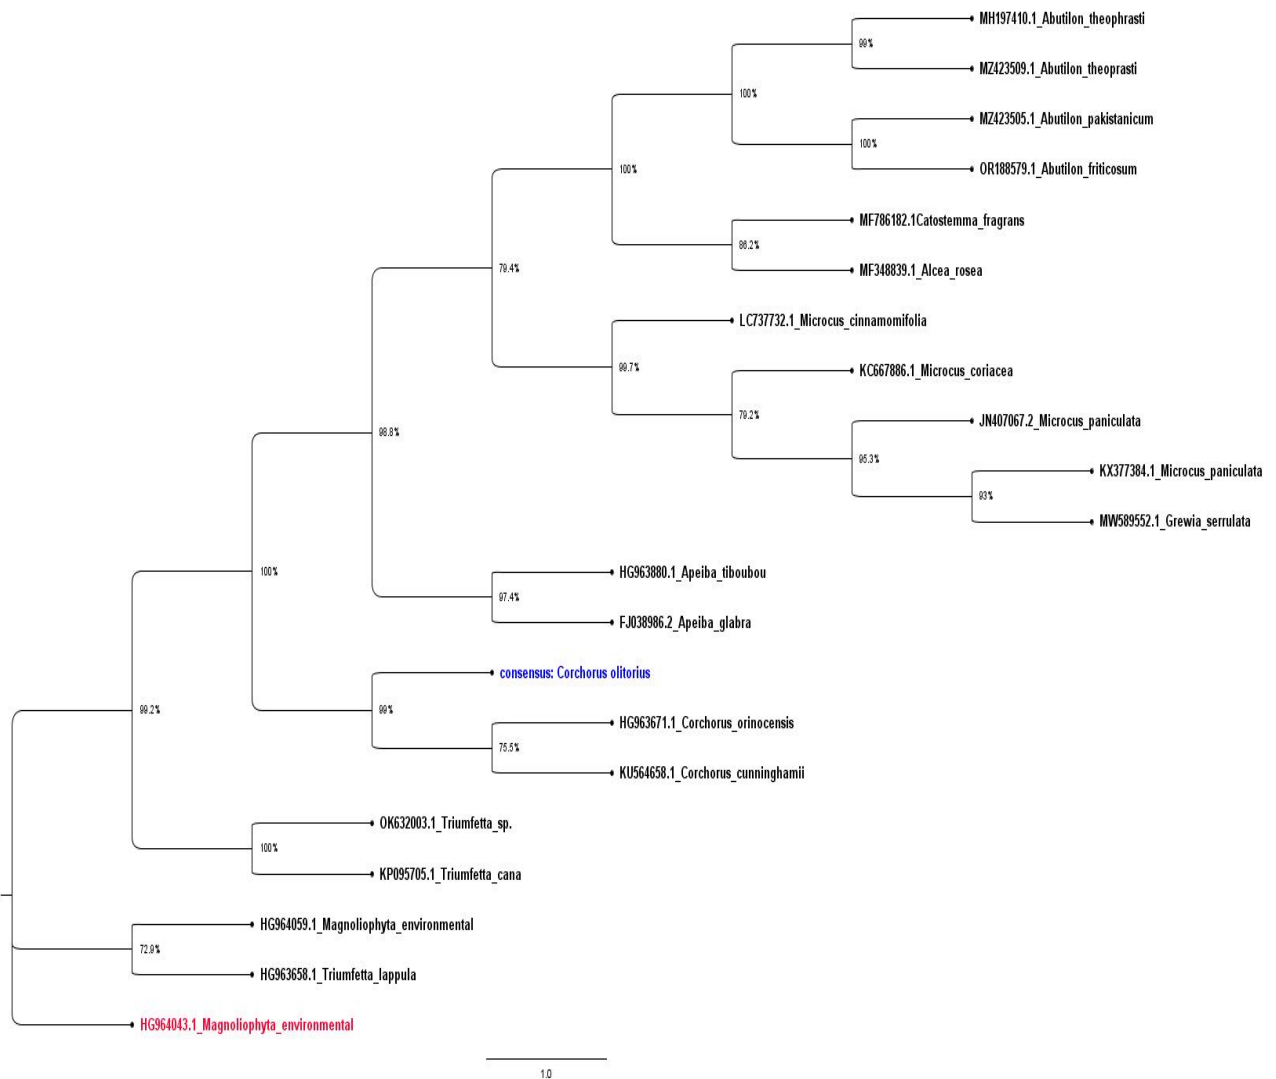 MH197410.1_Abutilon_theophrasti
99%
MZ423509.1_Abutilon_theoprasti
100%
MZ423505.1_Abutilon_pakistanicum
100%
100%
OR188579.1_Abutilon_friticosum
MF786182.1Catostemma_fragrans
86.2%
79.4%
MF348839.1_Alcea_rosea
LC737732.1_Microcus_cinnamomifolia
99.7%
KC667886.1_Microcus_coriacea
79.2%
JN407067.2_Microcus_paniculata
98.8%
95.3%
KX377384.1_Microcus_paniculata
93%
MW589552.1_Grewia_serrulata
100%
HG963880.1_Apeiba_tiboubou
97.4%
FJ038986.2_Apeiba_glabra
consensus: Corchorus olitorius
99.2%
99%
HG963671.1_Corchorus_orinocensis
75.5%
KU564658.1_Corchorus_cunninghamii
OK632003.1_Triumfetta_sp.
100%
KP095705.1_Triumfetta_cana
HG964059.1_Magnoliophyta_environmental
72.9%
HG963658.1_Triumfetta_lappula
HG964043.1_Magnoliophyta_environmental
1.0